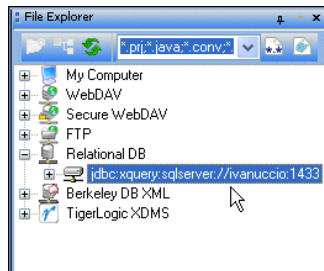 File Explorer
*.prj;*.java;*.conv;*.
My Computer
WebDAV
Secure WebDAV
FTP
Relational DB
jdbc:xquery:sqlserver://ivanuccio:1433
Berkeley DB XML
TigerLogic XDMS